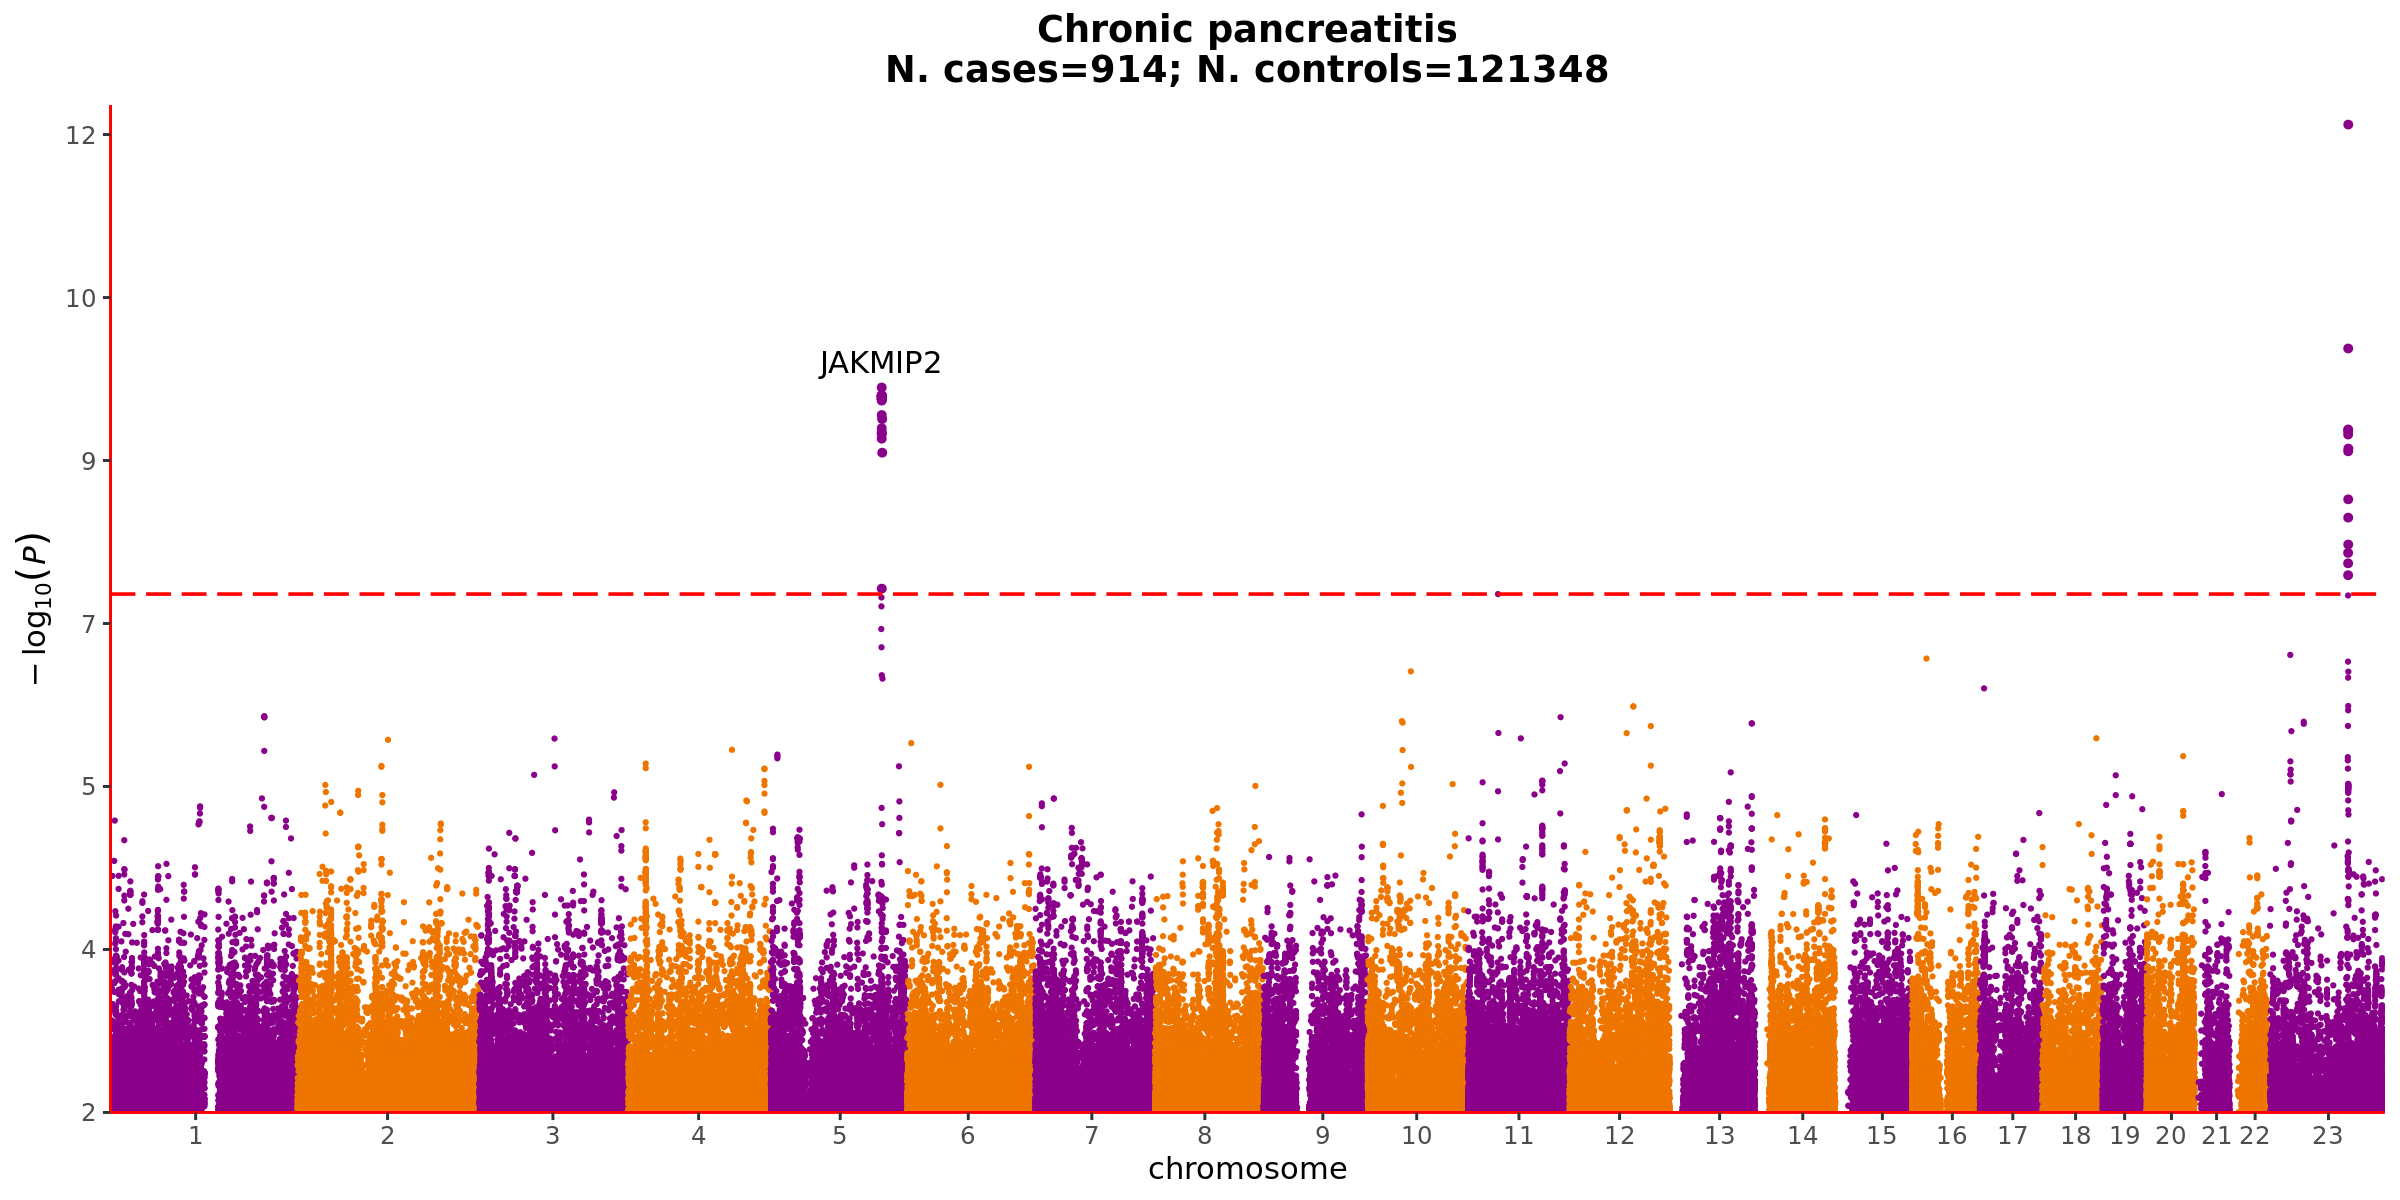 Chronic pancreatitis
N. cases=914; N. controls=121348
12
10
9
7
5
4
2
−log10(P)
JAKMIP2
1 2 3 4 5 6 7 8 9 10 11 12 13 14 15 16 17 18 19 20 21 22 23
chromosome